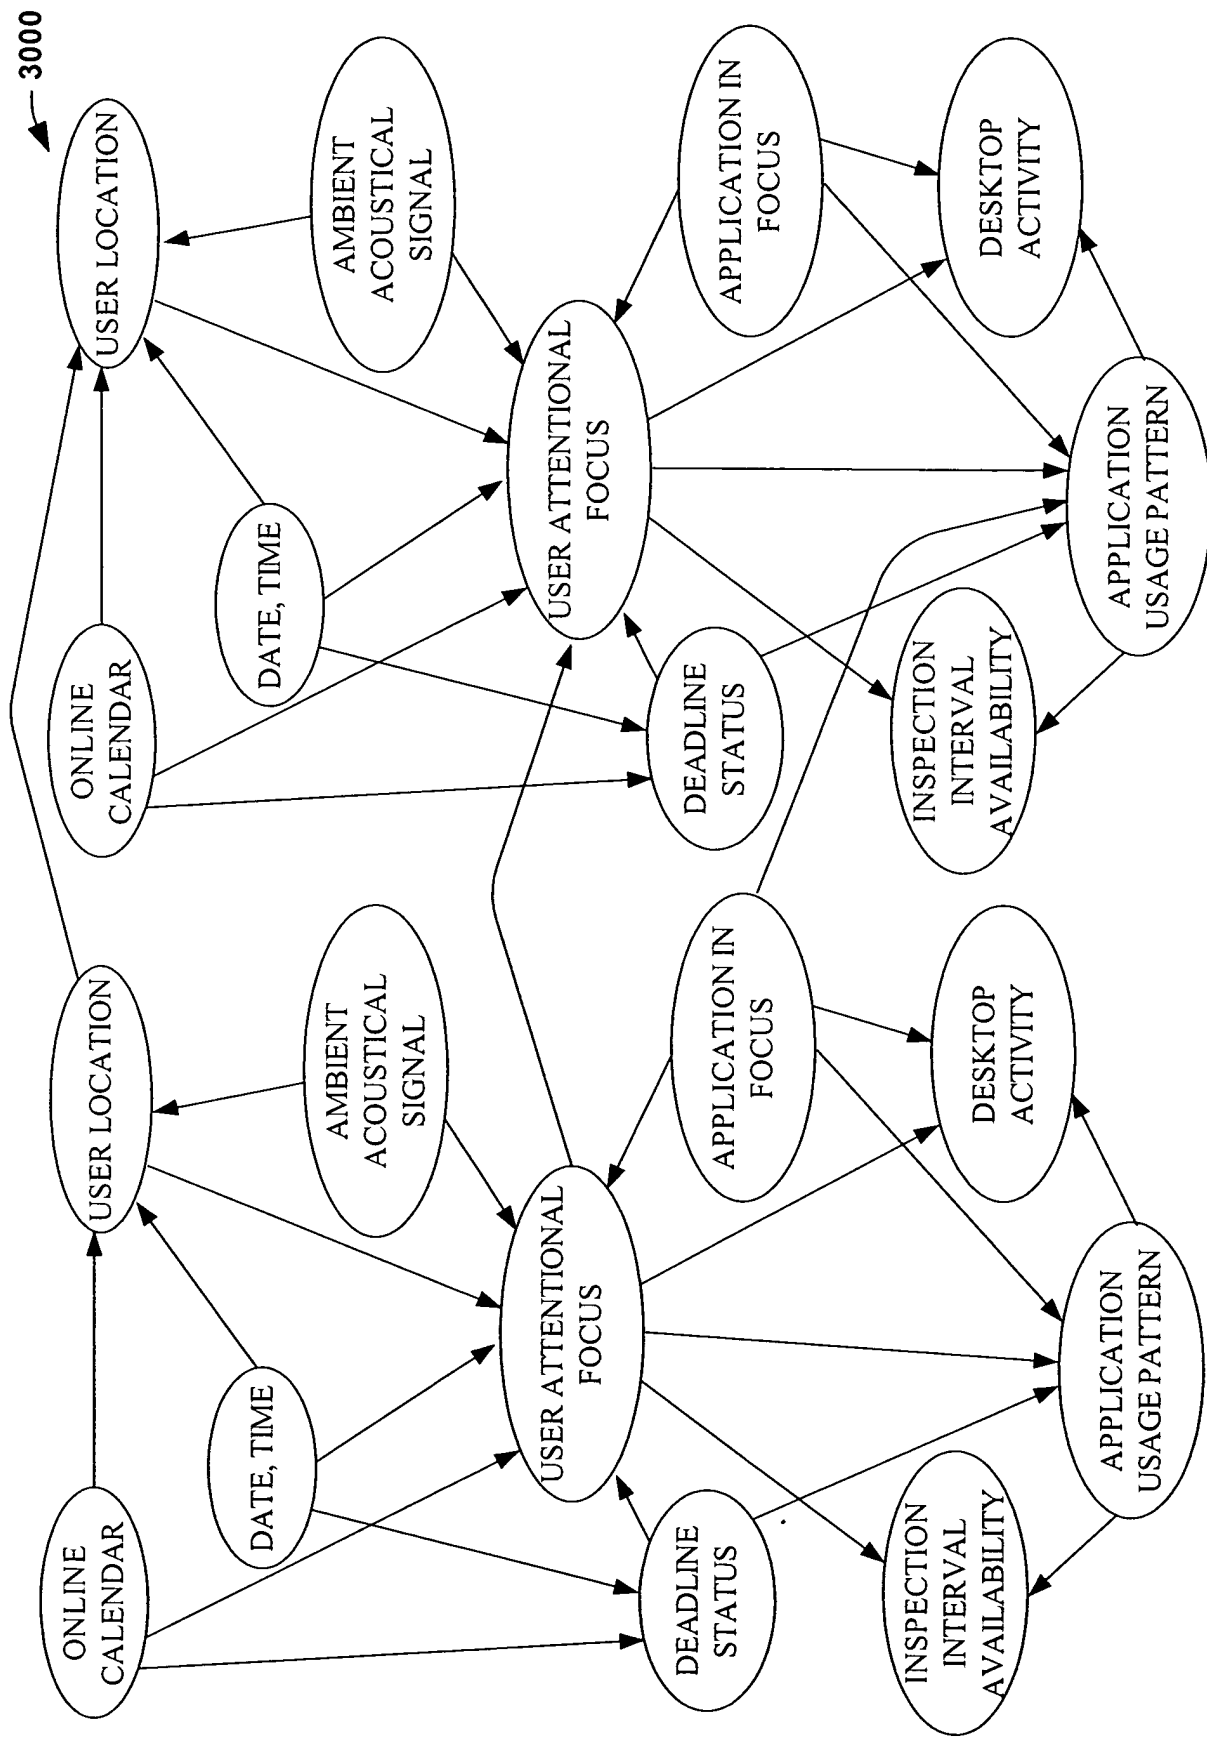 3000
ONLINE
CALENDAR
USER LOCATION
DATE, TIME
AMBIENT
ACOUSTICAL
SIGNAL
USER ATTENTIONAL
FOCUS
DEADLINE
STATUS
APPLICATION IN
FOCUS
INSPECTION
INTERVAL
AVAILABILITY
DESKTOP
ACTIVITY
APPLICATION
USAGE PATTERN
ONLINE
CALENDAR
USER LOCATION
DATE, TIME
AMBIENT
ACOUSTICAL
SIGNAL
USER ATTENTIONAL
FOCUS
DEADLINE
STATUS
APPLICATION IN
FOCUS
INSPECTION
INTERVAL
AVAILABILITY
DESKTOP
ACTIVITY
APPLICATION
USAGE PATTERN